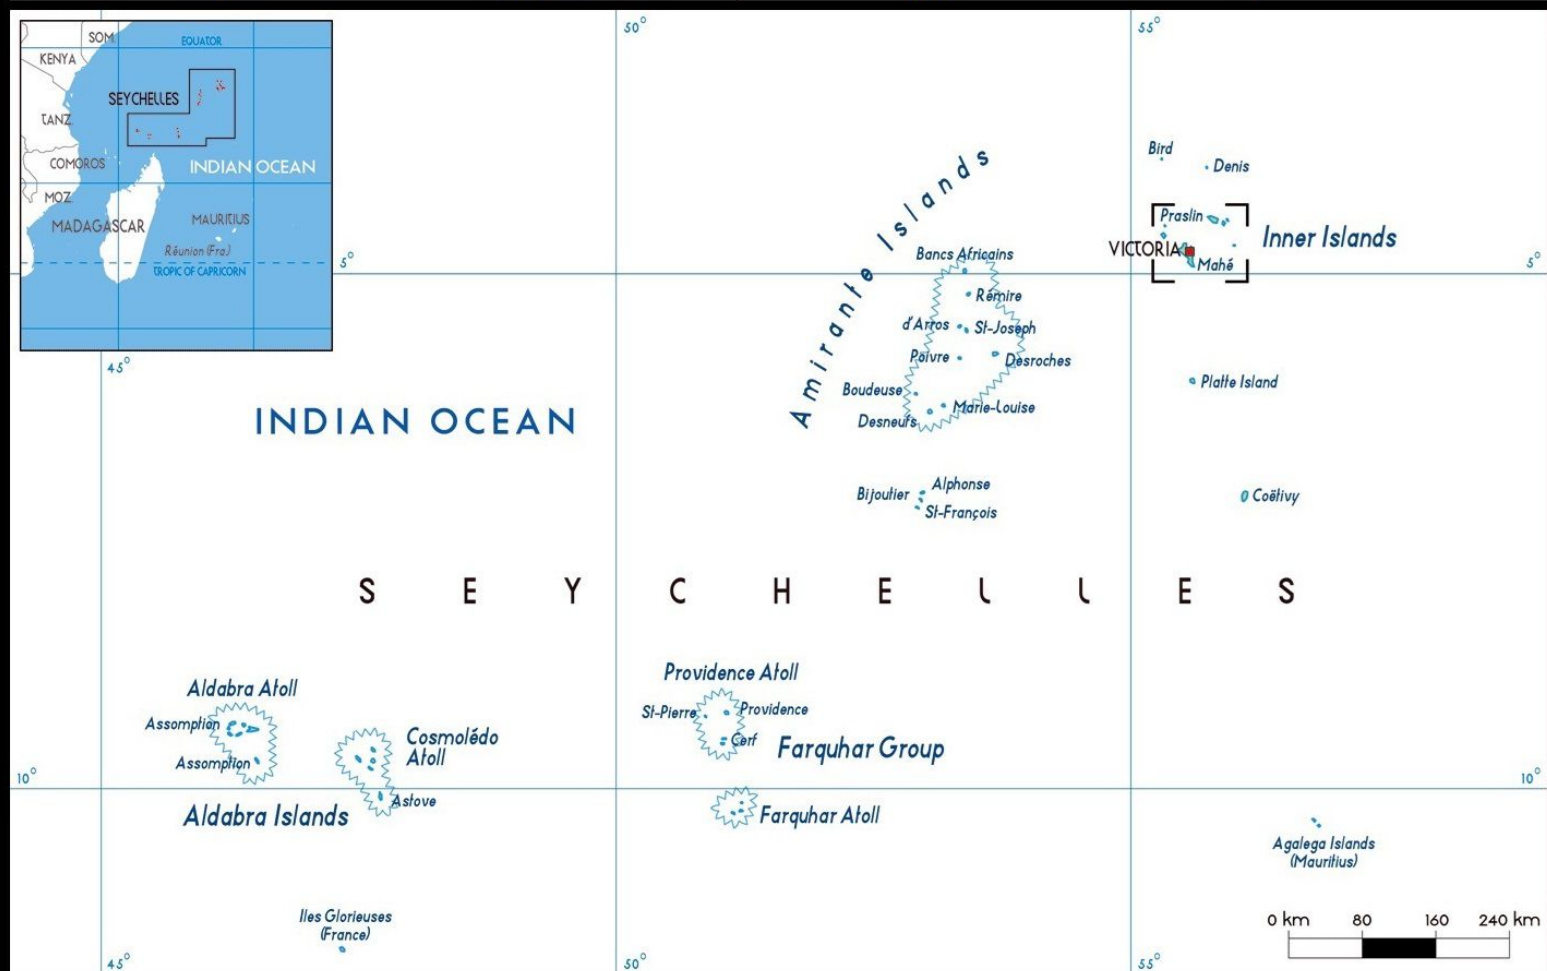 SOM.
EQUATOR
KENYA
SEYCHELLES
TANZ.
COMOROS
INDIAN OCEAN
MOZ.
MADAGASCAR
MAURITIUS
Réunion (Fra.)
TROPIC OF CAPRICORN
50°
55°
5°
5°
45°
Bird
Denis
Praslin
VICTORIA
Mahé
Inner Islands
Amirante Islands
Bancs Africains
Rémire
d'Arros
St-Joseph
Poivre
Desroches
Boudeuse
Marie-Louise
Desneufs
Platte Island
INDIAN OCEAN
Bijoutier
Alphonse
St-François
Coëtivy
SEYCHELLES
Aldabra Atoll
Assomption
Assomption
Cosmolédo
Atoll
Astove
Aldabra Islands
Providence Atoll
St-Pierre
Providence
Cerf
Farquhar Group
Farquhar Atoll
10°
10°
Agalega Islands
(Mauritius)
Iles Glorieuses
(France)
0 km 80 160 240 km
45°
50°
55°